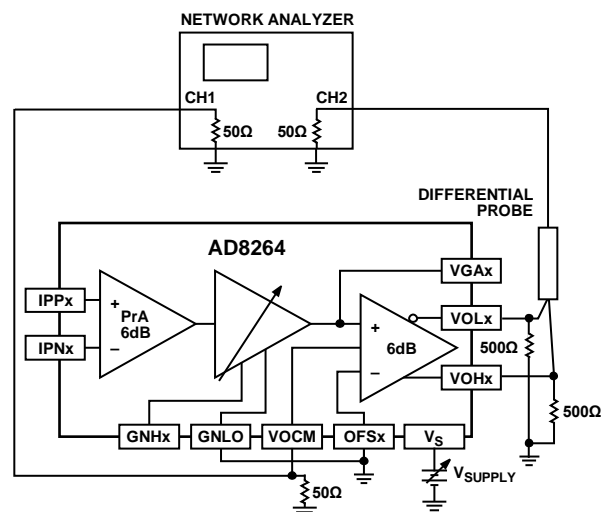 NETWORK ANALYZER
CH1
CH2
50Ω
50Ω
DIFFERENTIAL
PROBE
AD8264
VGAx
IPPx
+
PrA
6dB
–
IPNx
+
6dB
–
VOLx
500Ω
VOHx
500Ω
GNHx
GNLO
VOCM
OFSx
VS
50Ω
VSUPPLY